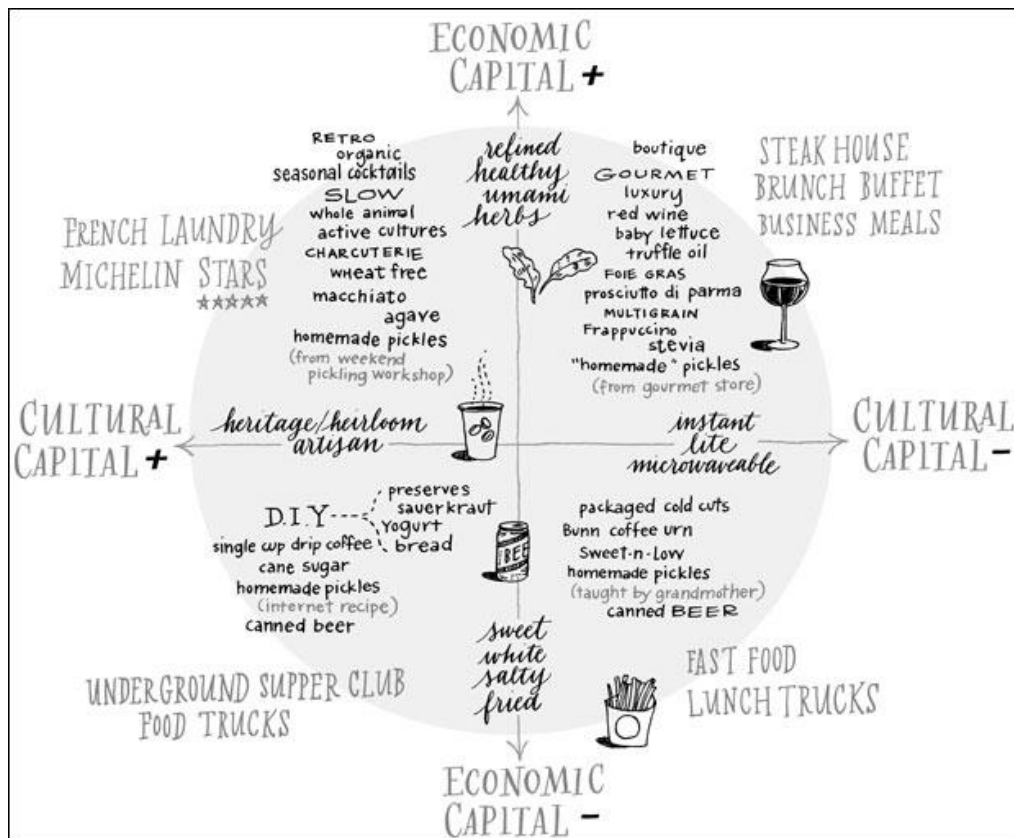 ECONOMIC
CAPITAL +
RETRO
organic
seasonal cocktails
SLOW
whole animal
active cultures
CHARCUTERIE
wheat free
macchiato
agave
homemade pickles
(from weekend
pickling workshop)
refined
healthy
umami
herbs
boutique
GOURMET
luxury
red wine
baby lettuce
truffle oil
FOIE GRAS
prosciutto di parma
MULTIGRAIN
Frappuccino
stevia
"homemade" pickles
(from gourmet store)
STEAK HOUSE
BRUNCH BUFFET
BUSINESS MEALS
FRENCH LAUNDRY
MICHELIN STARS
CULTURAL
CAPITAL +
heritage/heirloom
artisan
instant
lite
microwaveable
CULTURAL
CAPITAL -
D.I.Y
preserves
sauerkraut
Yogurt
bread
single cup drip coffee
cane sugar
homemade pickles
(internet recipe)
canned beer
BEE
packaged cold cuts
Bunn coffee urn
Sweet-n-Low
homemade pickles
(taught by grandmother)
canned BEER
sweet
white
salty
fried
UNDERGROUND SUPPER CLUB
FOOD TRUCKS
FAST FOOD
LUNCH TRUCKS
ECONOMIC
CAPITAL -